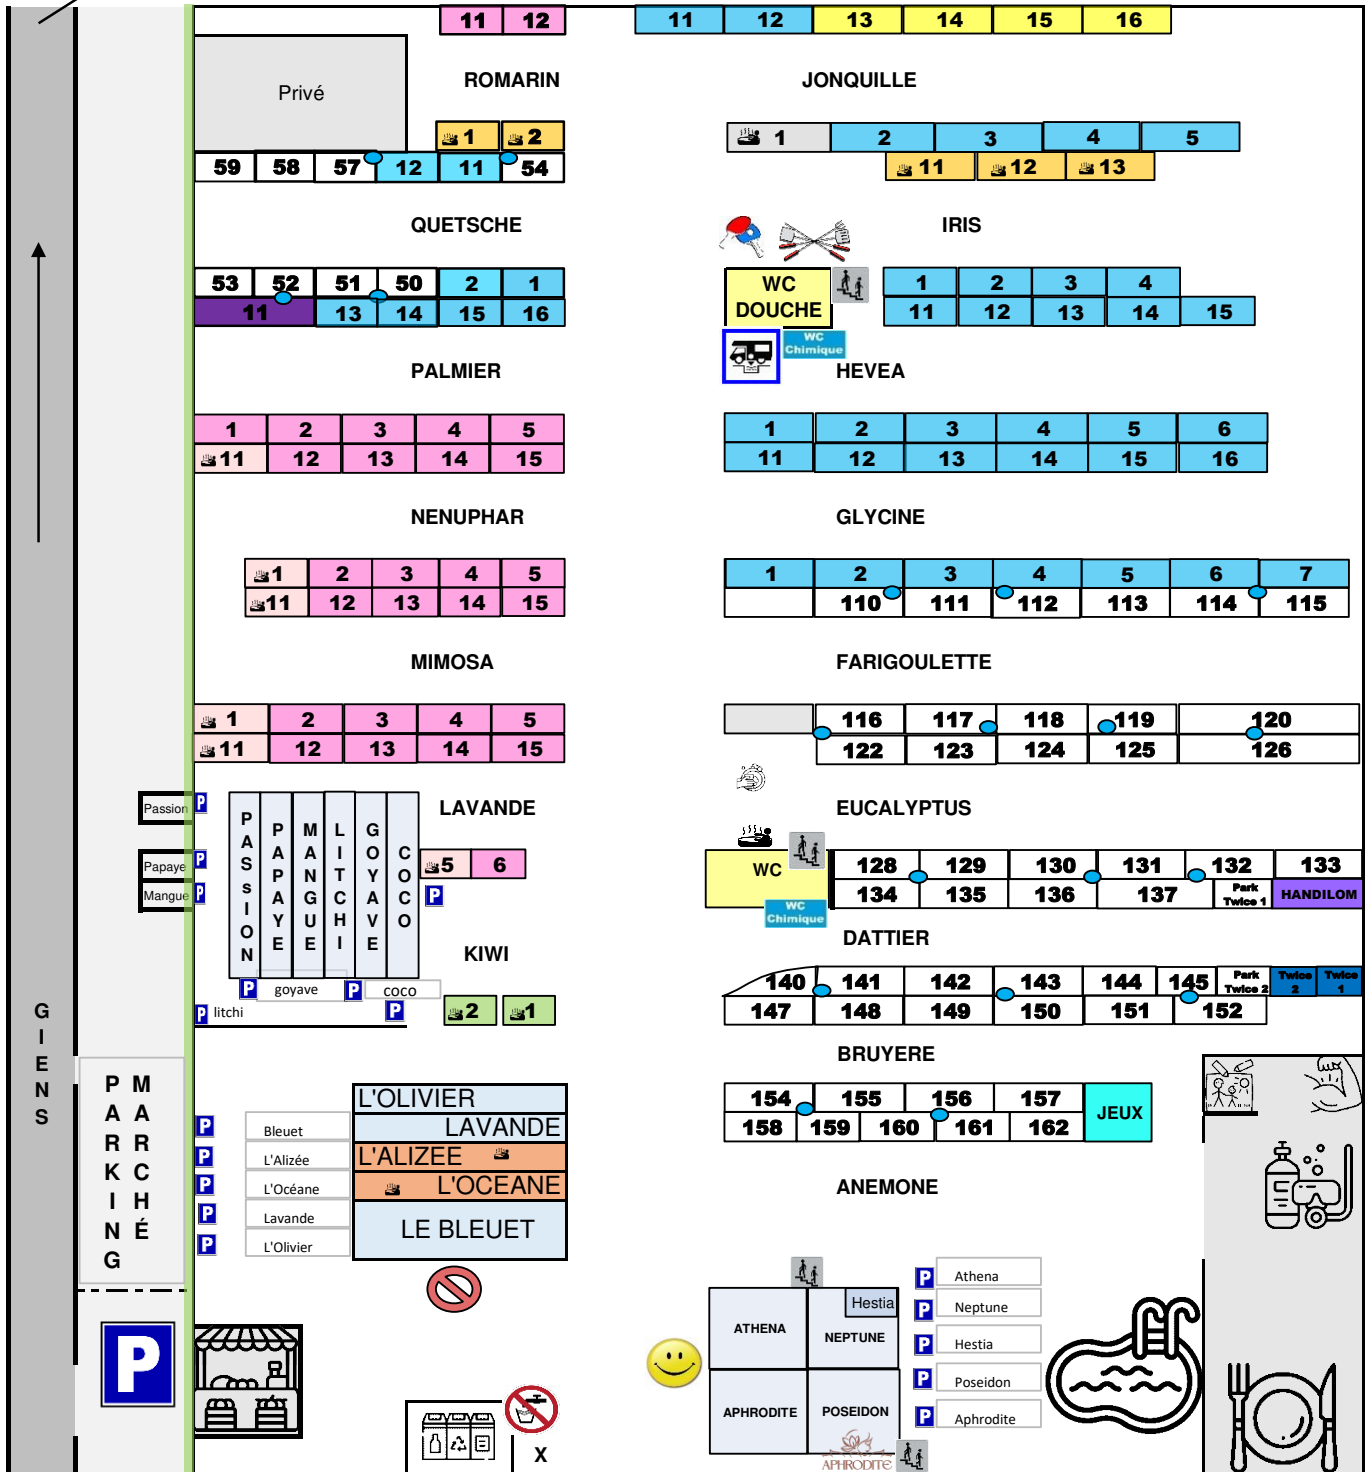 11 12 11 12 13 14 15 16
ROMARIN JONQUILLE
Privé
1 2 1 2 3 4 5
59 58 57 12 11 54 11 12 13
QUETSCHE IRIS
53 52 51 50 2 1 WC 1 2 3 4
11 13 14 15 16 DOUCHE 11 12 13 14 15
WC
Chimique
PALMIER HEVEA
1 2 3 4 5 1 2 3 4 5 6
11 12 13 14 15 11 12 13 14 15 16
NENUPHAR GLYCINE
1 2 3 4 5 1 2 3 4 5 6 7
11 12 13 14 15 110 111 112 113 114 115
MIMOSA FARIGOULETTE
1 2 3 4 5 116 117 118 119 120
11 12 13 14 15 122 123 124 125 126
Passion P LAVANDE EUCALYPTUS
PASsION
PAPAYE
MANGUE
LITCHI
GOYAVE
COCO
Papaye P 5 6 WC 128 129 130 131 132 133
Mangue P P 134 135 136 137 Park
Twice 1 HANDILOM
WC
Chimique
KIWI DATTIER
P goyave P coco 140 141 142 143 144 145 Park
Twice 2 Twice
2 Twice
1
P litchi P 2 1 147 148 149 150 151 152
GIENS
BRUYERE
PARKING
MARCHÉ
L'OLIVIER 154 155 156 157 JEUX
P Bleuet LAVANDE 158 159 160 161 162
P L'Alizée L'ALIZEE
P L'Océane L'OCEANE ANEMONE
P Lavande LE BLEUET
P L'Olivier
P Athena
Hestia P Neptune
ATHENA NEPTUNE
P Hestia
P
P Poseidon
APHRODITE POSEIDON P Aphrodite
X APHRODITE